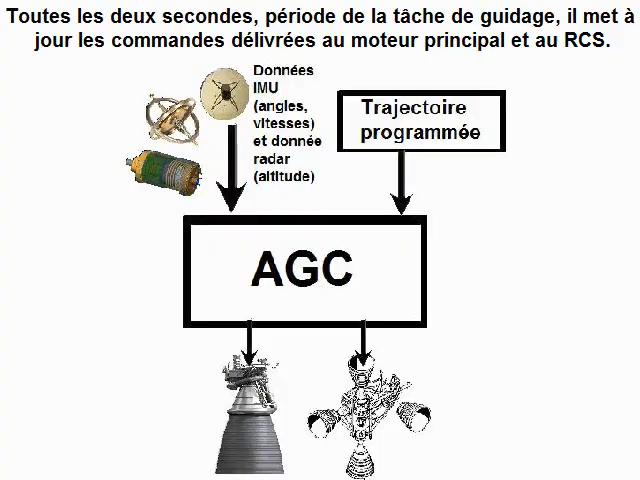 Toutes les deux secondes, période de la tâche de guidage, il met à
jour les commandes délivrées au moteur principal et au RCS.
Données
IMU
(angles,
vitesses)
et donnée
radar
(altitude)
Trajectoire
programmée
AGC